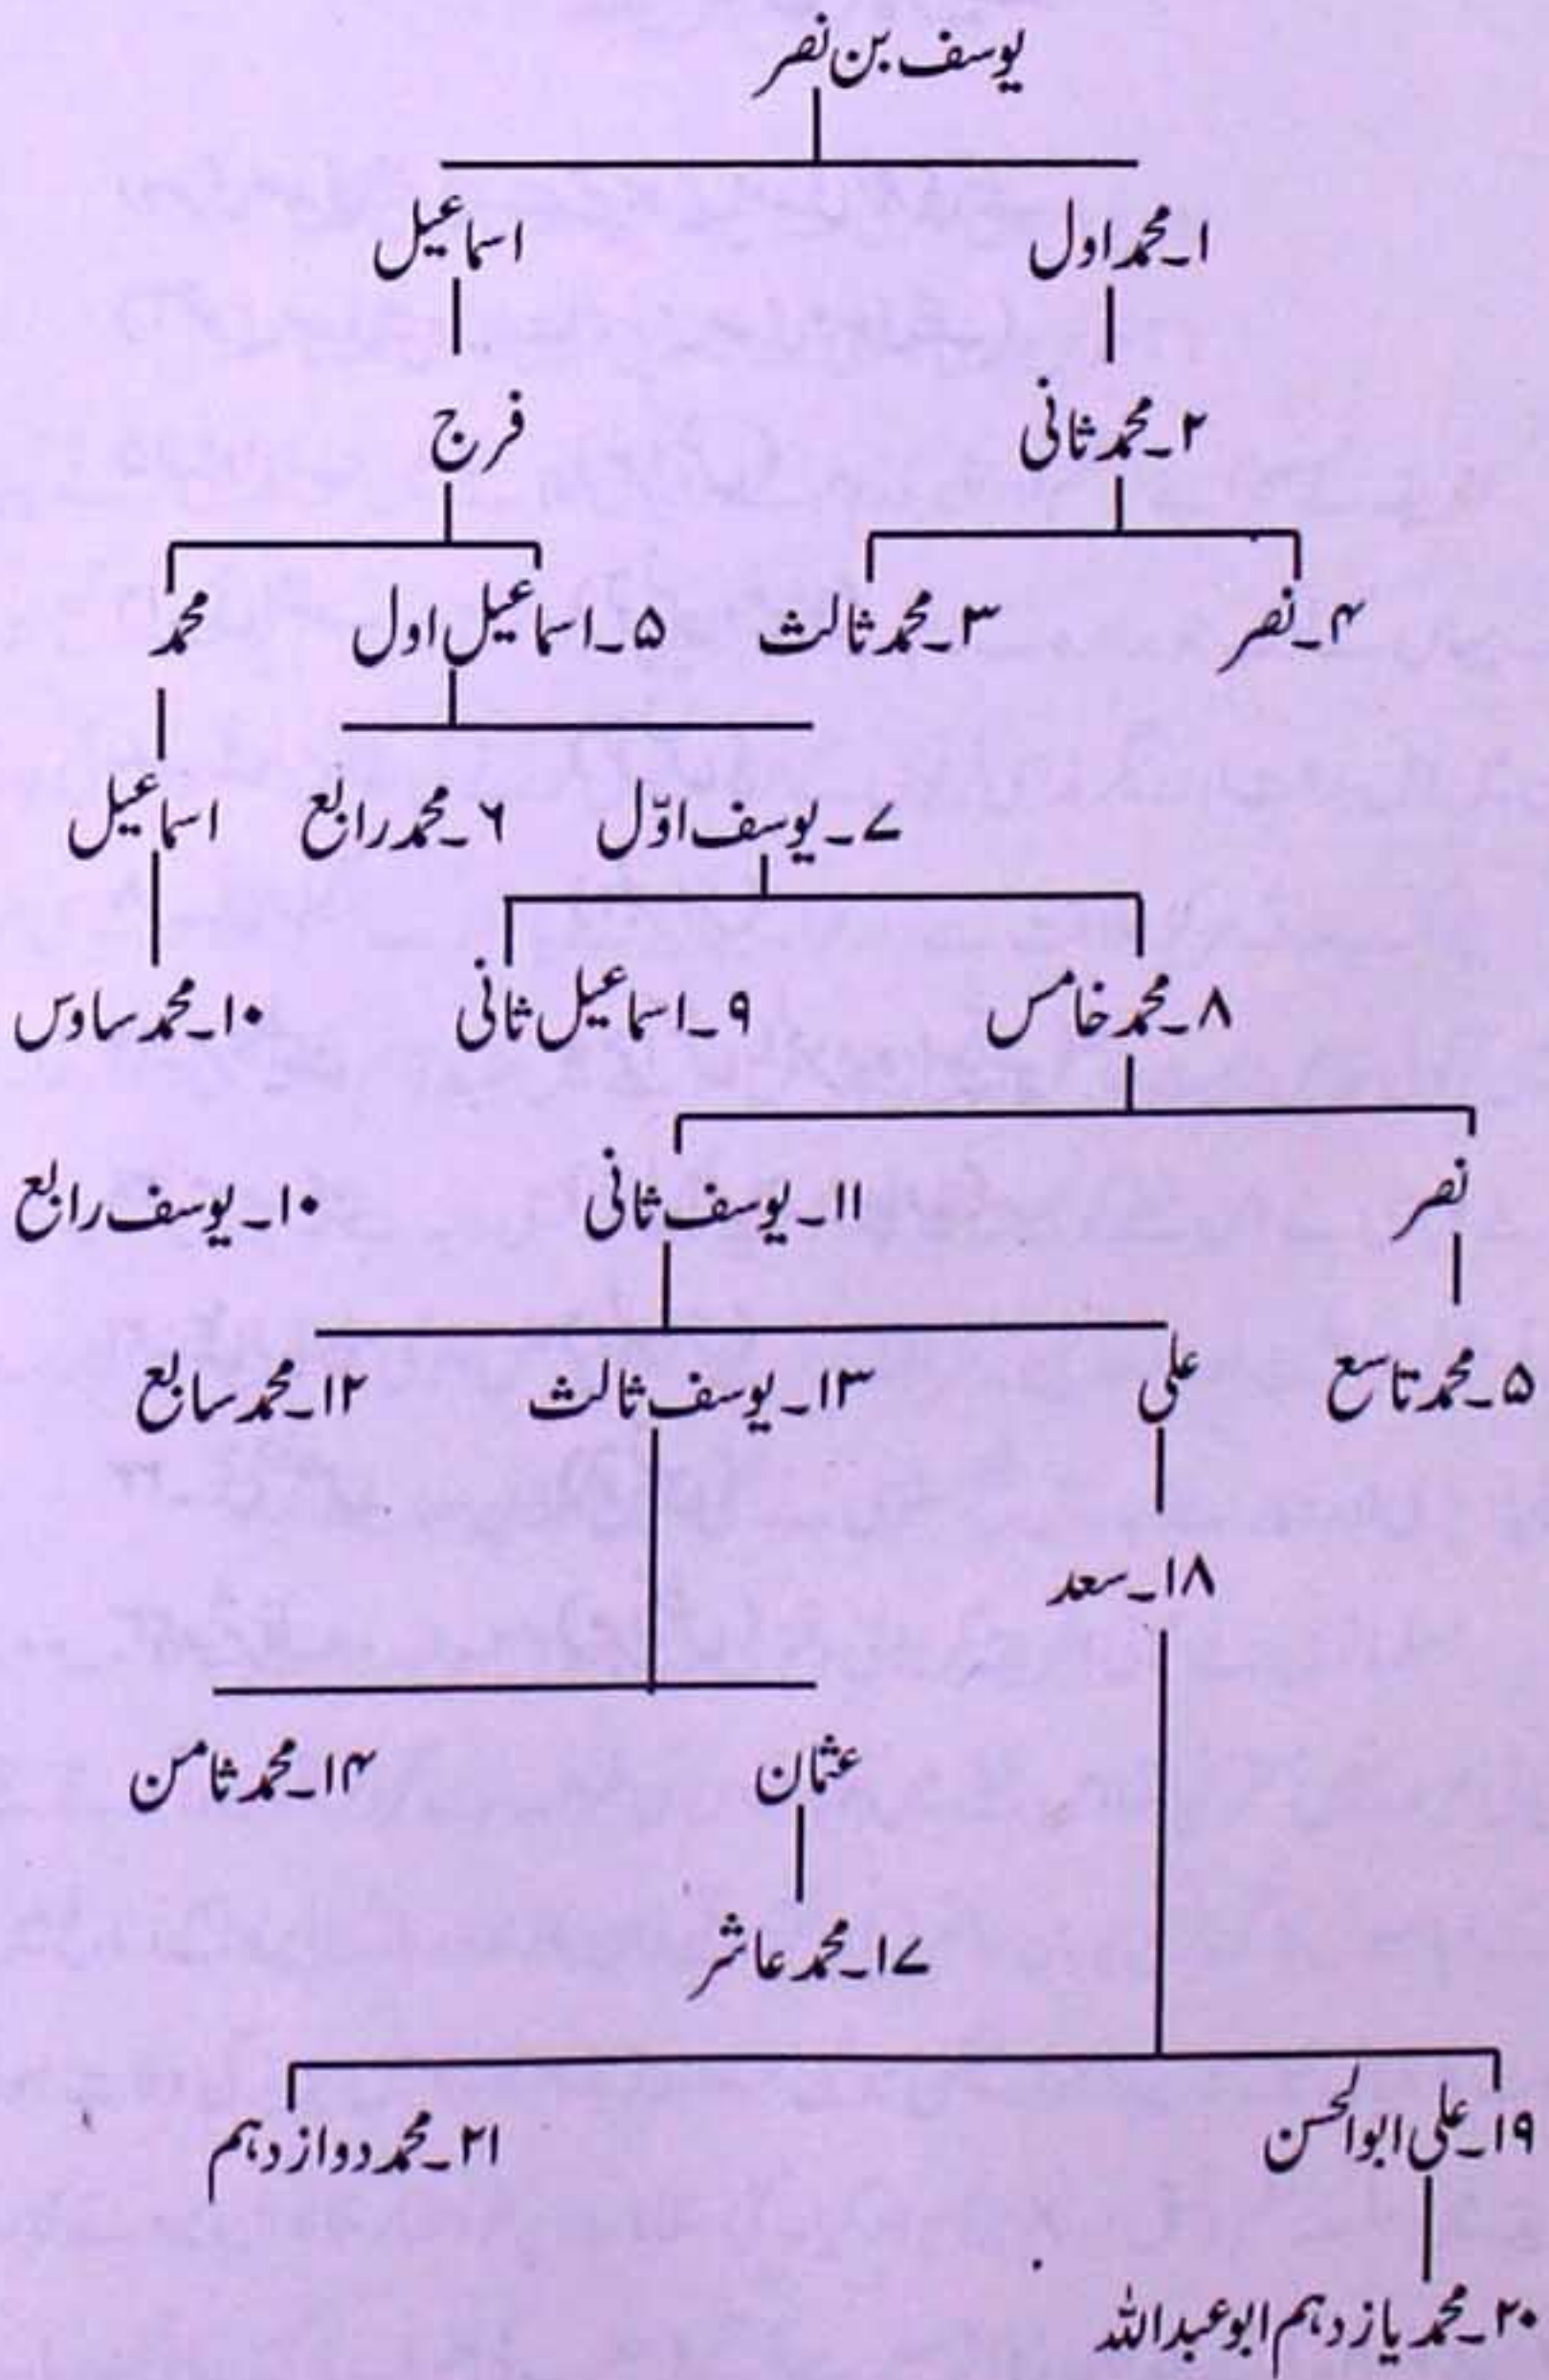 یوسف بن نصر
۱۔محمد اول
اسماعیل
۲۔محمد ثانی
فرج
۴۔نصر
۳۔محمد ثالث
۵۔اسماعیل اول
محمد
۷۔یوسف اوّل
۶۔محمد رابع
اسماعیل
۸۔محمد خامس
۹۔اسماعیل ثانی
۱۰۔محمد سادس
نصر
۱۱۔یوسف ثانی
۱۰۔یوسف رابع
۵۔محمد تاسع
علی
۱۳۔یوسف ثالث
۱۲۔محمد سابع
۱۸۔سعد
عثمان
۱۴۔محمد ثامن
۱۷۔محمد عاشر
۱۹۔علی ابوالحسن
۲۱۔محمد دوازدہم
۲۰۔محمد یازدہم ابو عبداللہ